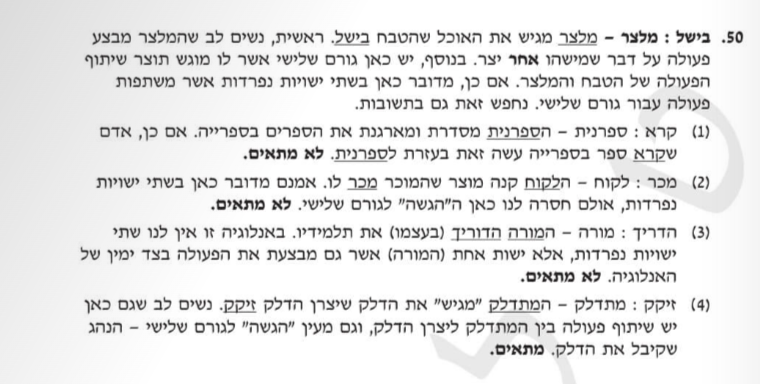 50. בישל : מלצר – מלצר מגיש את האוכל שהטבח בישל. ראשית, נשים לב שהמלצר מבצע
פעולה על דבר שמישהו אחר יצר. בנוסף, יש כאן גורם שלישי אשר לו מוגש תוצר שיתוף
הפעולה של הטבח והמלצר. אם כן, מדובר כאן בשתי ישויות נפרדות אשר משתפות
פעולה עבור גורם שלישי. נחפש זאת גם בתשובות.
(1) קרא : ספרנית – הספרנית מסדרת ומארגנת את הספרים בספרייה. אם כן, אדם
שקרא ספר בספרייה עשה זאת בעזרת לספרנית. לא מתאים.
(2) מכר : לקוח – הלקוח קנה מוצר שהמוכר מכר לו. אמנם מדובר כאן בשתי ישויות
נפרדות, אולם חסרה לנו כאן ה"הגשה" לגורם שלישי. לא מתאים.
(3) הדריך : מורה – המורה הדוריך (בעצמו) את תלמידיו. באנלוגיה זו אין לנו שתי
ישויות נפרדות, אלא ישות אחת (המורה) אשר גם מבצעת את הפעולה בצד ימין של
האנלוגיה. לא מתאים.
(4) זיקק : מתדלק – המתדלק "מגיש" את הדלק שיצרן הדלק זיקק. נשים לב שגם כאן
יש שיתוף פעולה בין המתדלק ליצרן הדלק, וגם מעין "הגשה" לגורם שלישי – הנהג
שקיבל את הדלק. מתאים.